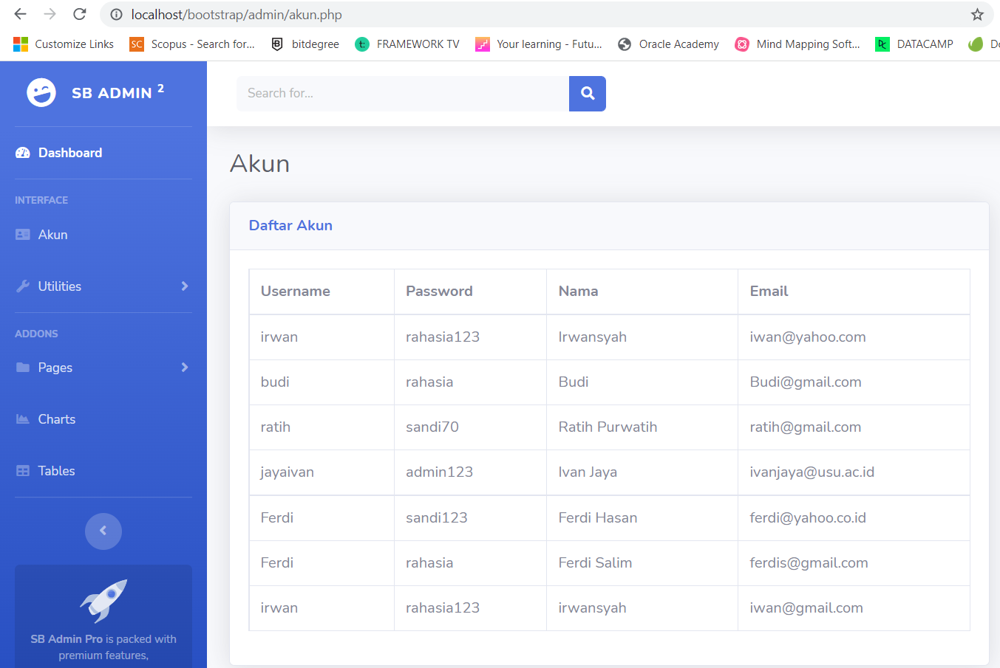 localhost/bootstrap/admin/akun.php
Customize Links SC Scopus - Search for... B bitdegree t: FRAMEWORK TV Your learning - Futu... Oracle Academy Mind Mapping Soft... DC DATACAMP
SB ADMIN 2
Search for...
Dashboard
INTERFACE
Akun
Utilities
ADDONS
Pages
Charts
Tables
SB Admin Pro is packed with
premium features,
Akun
Daftar Akun
Username Password Nama Email
irwan rahasia123 Irwansyah iwan@yahoo.com
budi rahasia Budi Budi@gmail.com
ratih sandi70 Ratih Purwatih ratih@gmail.com
jayaivan admin123 Ivan Jaya ivanjaya@usu.ac.id
Ferdi sandi123 Ferdi Hasan ferdi@yahoo.co.id
Ferdi rahasia Ferdi Salim ferdis@gmail.com
irwan rahasia123 irwansyah iwan@gmail.com